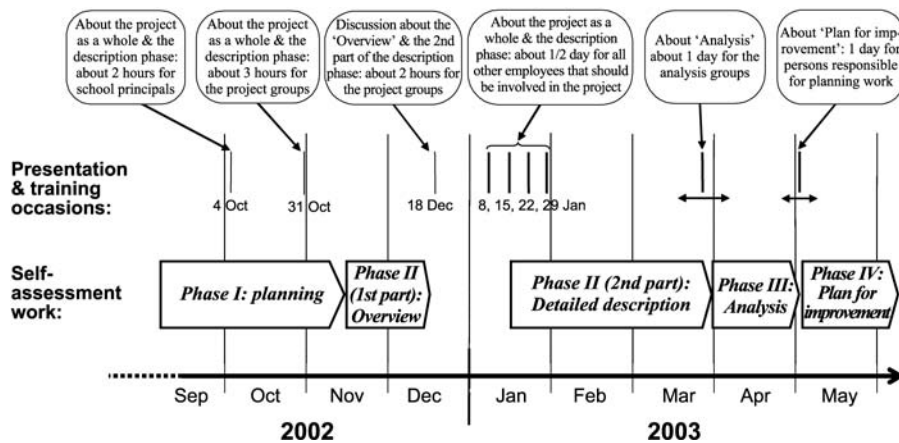 About the project
as a whole & the
description phase:
about 2 hours for
school principals
About the project
as a whole & the
description phase:
about 3 hours for
the project groups
Discussion about the
‘Overview’ & the 2nd
part of the description
phase: about 2 hours for
the project groups
About the project as a
whole & the description
phase: about 1/2 day for all
other employees that should
be involved in the project
About ‘Analysis’
about 1 day for the
analysis groups
About ‘Plan for im-
provement’: 1 day for
persons responsible
for planning work
Presentation
& training
occasions:
4 Oct
31 Oct
18 Dec
8, 15, 22, 29 Jan
Self-
assessment
work:
Phase I: planning
Phase II
(1st part):
Overview
Phase II (2nd part):
Detailed description
Phase III:
Analysis
Phase IV:
Plan for
improvement
Sep Oct Nov Dec Jan Feb Mar Apr May
2002 2003